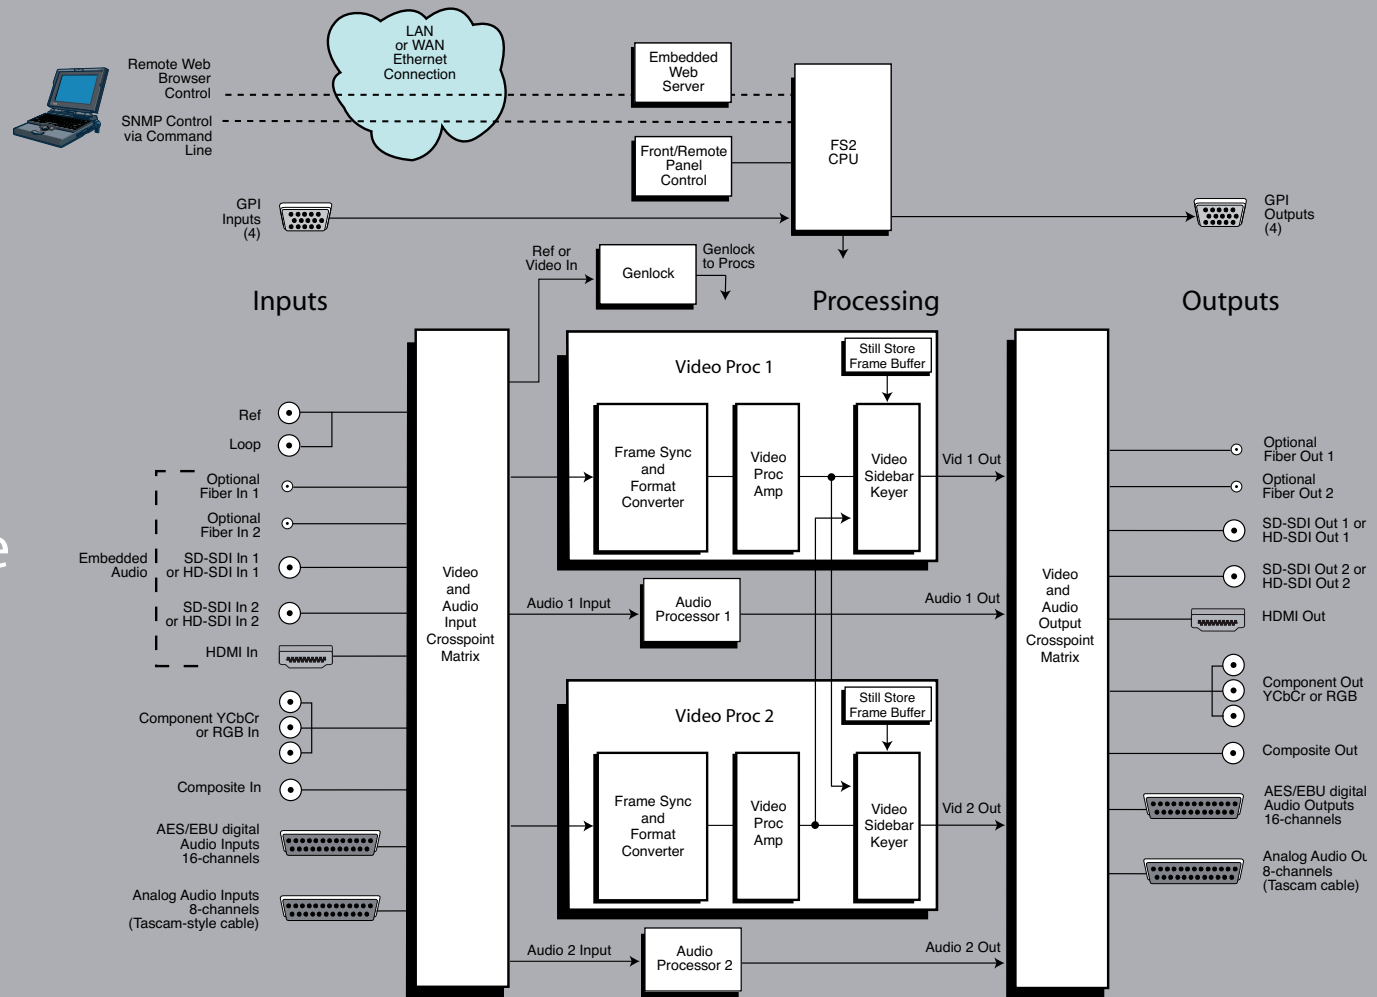 LAN
or WAN
Ethernet
Connection
Remote Web
Browser
Control
SNMP Control
via Command
Line
Embedded
Web
Server
Front/Remote
Panel
Control
FS2
CPU
GPI
Inputs
(4)
GPI
Outputs
(4)
Ref or
Video In
Genlock
Genlock
to Procs
Inputs
Processing
Outputs
Ref
Loop
Optional
Fiber In 1
Optional
Fiber In 2
Embedded
Audio
SD-SDI In 1
or HD-SDI In 1
SD-SDI In 2
or HD-SDI In 2
HDMI In
Component YCbCr
or RGB In
Composite In
AES/EBU digital
Audio Inputs
16-channels
Analog Audio Inputs
8-channels
(Tascam-style cable)
e
Video
and
Audio
Input
Crosspoint
Matrix
Video Proc 1
Still Store
Frame Buffer
Frame Sync
and
Format
Converter
Video
Proc
Amp
Video
Sidebar
Keyer
Vid 1 Out
Audio 1 Input
Audio
Processor 1
Audio 1 Out
Video Proc 2
Still Store
Frame Buffer
Frame Sync
and
Format
Converter
Video
Proc
Amp
Video
Sidebar
Keyer
Vid 2 Out
Audio 2 Input
Audio
Processor 2
Audio 2 Out
Video
and
Audio
Output
Crosspoint
Matrix
Optional
Fiber Out 1
Optional
Fiber Out 2
SD-SDI Out 1 or
HD-SDI Out 1
SD-SDI Out 2 or
HD-SDI Out 2
HDMI Out
Component Out
YCbCr or RGB
Composite Out
AES/EBU digital
Audio Outputs
16-channels
Analog Audio
8-channels
(Tascam cable)